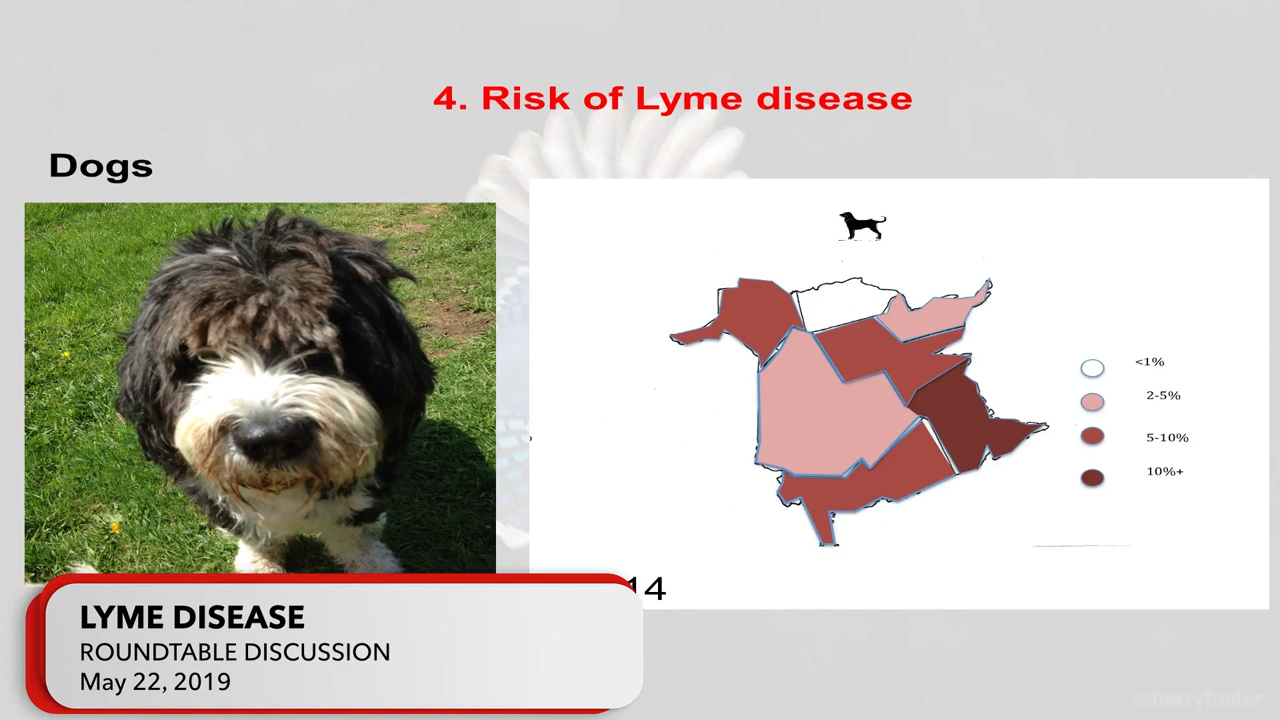 4. Risk of Lyme disease
Dogs
<1%
2-5%
5-10%
10%+
14
LYME DISEASE
ROUNDTABLE DISCUSSION
May 22, 2019
©harryfoster